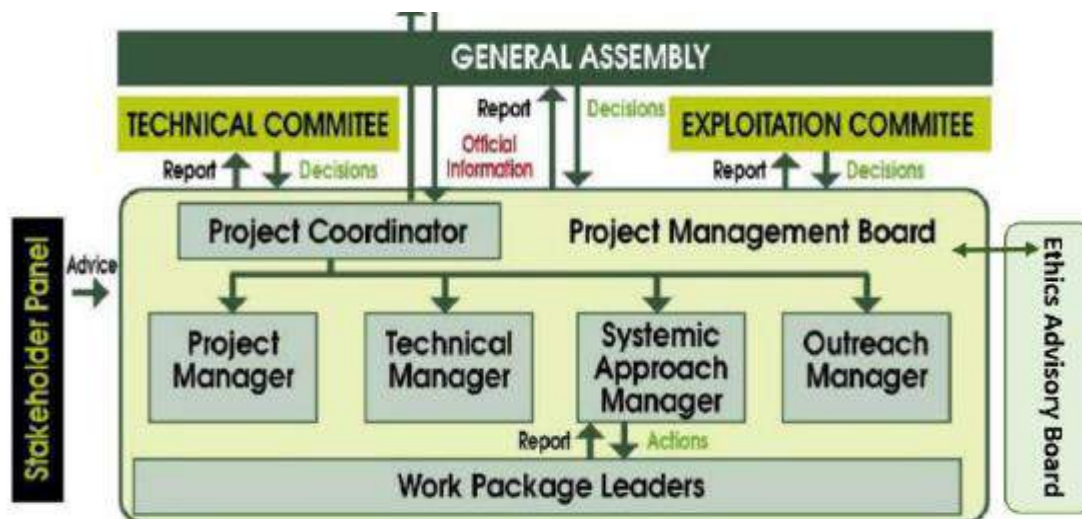 GENERAL ASSEMBLY
Report
Decisions
TECHNICAL COMMITEE
EXPLOITATION COMMITEE
Official
Information
Report
Decisions
Report
Decisions
Project Coordinator
Project Management Board
Stakeholder Panel
Advice
Ethics Advisory Board
Project
Manager
Technical
Manager
Systemic
Approach
Manager
Outreach
Manager
Report
Actions
Work Package Leaders